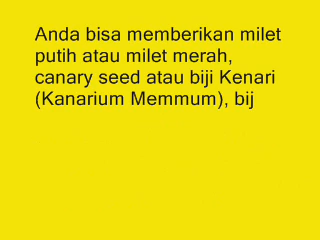 Anda bisa memberikan milet
putih atau milet merah,
canary seed atau biji Kenari
(Kanarium Memmum), bij